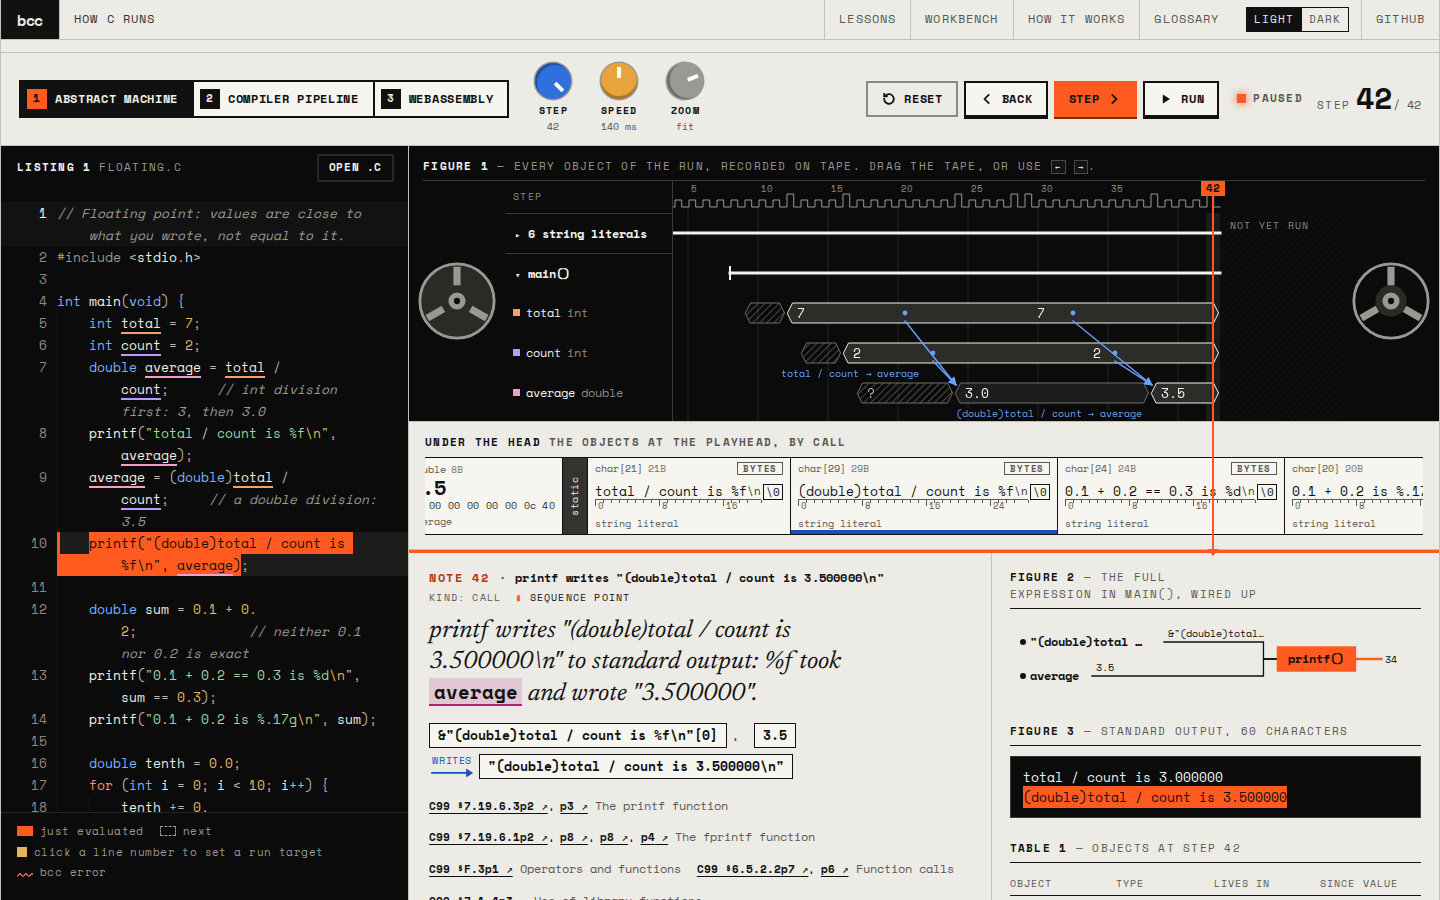 bcc HOW C RUNS LESSONS WORKBENCH HOW IT WORKS GLOSSARY LIGHT DARK GITHUB
1 ABSTRACT MACHINE 2 COMPILER PIPELINE 3 WEBASSEMBLY
STEP SPEED ZOOM
42 140 ms fit
RESET BACK STEP RUN PAUSED STEP 42 / 42
LISTING 1 FLOATING.C OPEN .C
1 // Floating point: values are close to
what you wrote, not equal to it.
2 #include <stdio.h>
3
4 int main(void) {
5 int total = 7;
6 int count = 2;
7 double average = total /
count; // int division
first: 3, then 3.0
8 printf("total / count is %f\n",
average);
9 average = (double)total /
count; // a double division:
3.5
10 printf("(double)total / count is
%f\n", average);
11
12 double sum = 0.1 + 0.
2; // neither 0.1
nor 0.2 is exact
13 printf("0.1 + 0.2 == 0.3 is %d\n",
sum == 0.3);
14 printf("0.1 + 0.2 is %.17g\n", sum);
15
16 double tenth = 0.0;
17 for (int i = 0; i < 10; i++) {
18 tenth += 0.
just evaluated next
click a line number to set a run target
bcc error
FIGURE 1 — EVERY OBJECT OF THE RUN, RECORDED ON TAPE. DRAG THE TAPE, OR USE ← →.
STEP 5 10 15 20 25 30 35 42
▸ 6 string literals NOT YET RUN
▾ main()
total int 7 7
count int 2 2
total / count → average
average double ? 3.0 3.5
(double)total / count → average
UNDER THE HEAD THE OBJECTS AT THE PLAYHEAD, BY CALL
uble 8B
.5
00 00 00 00 00 0c 40
erage
static
char[21] 21B BYTES
total / count is %f\n \0
0 8 16
string literal
char[29] 29B BYTES
(double)total / count is %f\n \0
0 8 16 24
string literal
char[24] 24B BYTES
0.1 + 0.2 == 0.3 is %d\n \0
0 8 16
string literal
char[20] 20B
0.1 + 0.2 is %.17
0 8
string literal
NOTE 42 · printf writes "(double)total / count is 3.500000\n"
KIND: CALL SEQUENCE POINT
printf writes "(double)total / count is
3.500000\n" to standard output: %f took
average and wrote "3.500000".
&"(double)total / count is %f\n"[0] , 3.5
WRITES "(double)total / count is 3.500000\n"
C99 §7.19.6.3p2 ↗, p3 ↗ The printf function
C99 §7.19.6.1p2 ↗, p8 ↗, p8 ↗, p4 ↗ The fprintf function
C99 §F.3p1 ↗ Operators and functions C99 §6.5.2.2p7 ↗, p6 ↗ Function calls
FIGURE 2 — THE FULL
EXPRESSION IN MAIN(), WIRED UP
"(double)total … &"(double)total…
average 3.5 printf() 34
FIGURE 3 — STANDARD OUTPUT, 60 CHARACTERS
total / count is 3.000000
(double)total / count is 3.500000
TABLE 1 — OBJECTS AT STEP 42
OBJECT TYPE LIVES IN SINCE VALUE